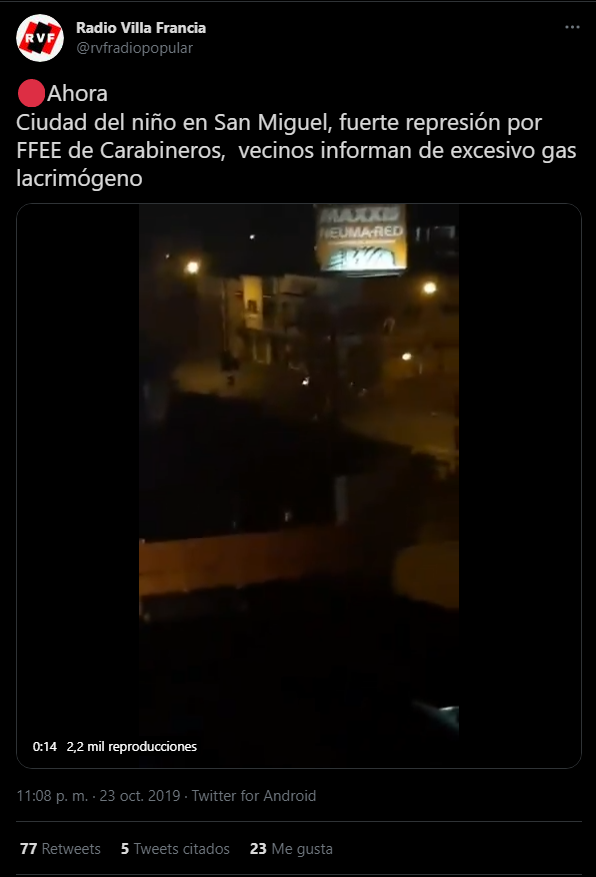 RVF
Radio Villa Francia
@rvfradiopopular
Ahora
Ciudad del niño en San Miguel, fuerte represión por
FFEE de Carabineros, vecinos informan de excesivo gas
lacrimógeno
MAXXIS
NEUMA-RED
0:14 2,2 mil reproducciones
11:08 p. m. · 23 oct. 2019 · Twitter for Android
77 Retweets 5 Tweets citados 23 Me gusta